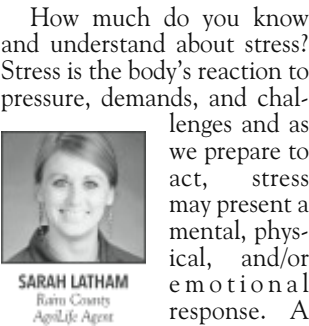 How much do you know
and understand about stress?
Stress is the body's reaction to
pressure, demands, and chal-
lenges and as
we prepare to
act, stress
may present a
mental, phys-
ical, and/or
emotional
response. A
SARAH LATHAM
Rains County
AgriLife Agent